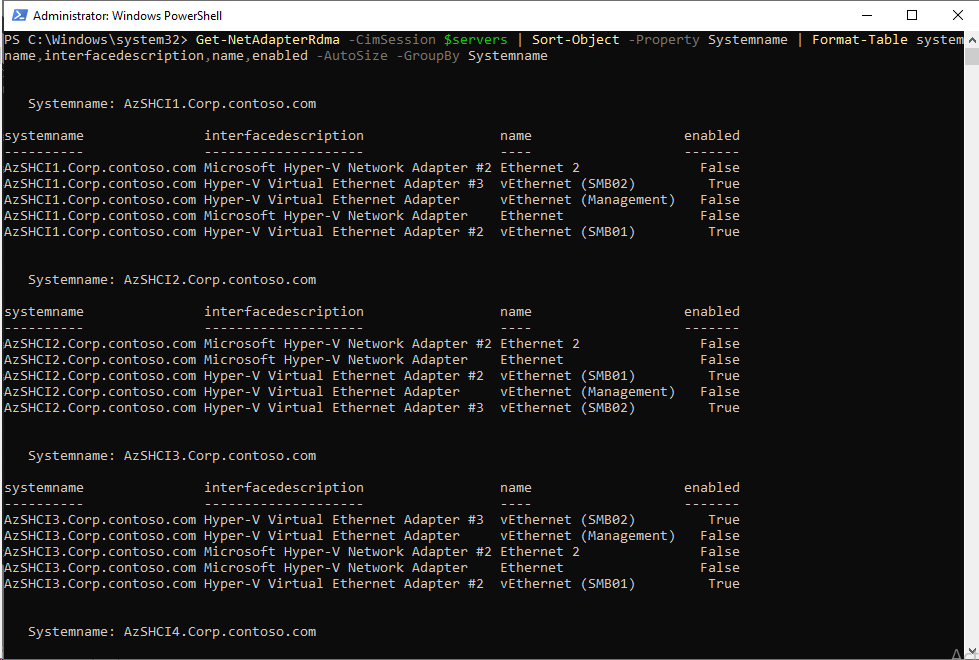 Administrator: Windows PowerShell
PS C:\Windows\system32> Get-NetAdapterRdma -CimSession $servers | Sort-Object -Property Systemname | Format-Table system
name,interfacedescription,name,enabled -AutoSize -GroupBy Systemname
Systemname: AzSHCI1.Corp.contoso.com
systemname interfacedescription name enabled
---------- -------------------- ---- -------
AzSHCI1.Corp.contoso.com Microsoft Hyper-V Network Adapter #2 Ethernet 2 False
AzSHCI1.Corp.contoso.com Hyper-V Virtual Ethernet Adapter #3 vEthernet (SMB02) True
AzSHCI1.Corp.contoso.com Hyper-V Virtual Ethernet Adapter vEthernet (Management) False
AzSHCI1.Corp.contoso.com Microsoft Hyper-V Network Adapter Ethernet False
AzSHCI1.Corp.contoso.com Hyper-V Virtual Ethernet Adapter #2 vEthernet (SMB01) True
Systemname: AzSHCI2.Corp.contoso.com
systemname interfacedescription name enabled
---------- -------------------- ---- -------
AzSHCI2.Corp.contoso.com Microsoft Hyper-V Network Adapter #2 Ethernet 2 False
AzSHCI2.Corp.contoso.com Microsoft Hyper-V Network Adapter Ethernet False
AzSHCI2.Corp.contoso.com Hyper-V Virtual Ethernet Adapter #2 vEthernet (SMB01) True
AzSHCI2.Corp.contoso.com Hyper-V Virtual Ethernet Adapter vEthernet (Management) False
AzSHCI2.Corp.contoso.com Hyper-V Virtual Ethernet Adapter #3 vEthernet (SMB02) True
Systemname: AzSHCI3.Corp.contoso.com
systemname interfacedescription name enabled
---------- -------------------- ---- -------
AzSHCI3.Corp.contoso.com Hyper-V Virtual Ethernet Adapter #3 vEthernet (SMB02) True
AzSHCI3.Corp.contoso.com Hyper-V Virtual Ethernet Adapter vEthernet (Management) False
AzSHCI3.Corp.contoso.com Microsoft Hyper-V Network Adapter #2 Ethernet 2 False
AzSHCI3.Corp.contoso.com Microsoft Hyper-V Network Adapter Ethernet False
AzSHCI3.Corp.contoso.com Hyper-V Virtual Ethernet Adapter #2 vEthernet (SMB01) True
Systemname: AzSHCI4.Corp.contoso.com